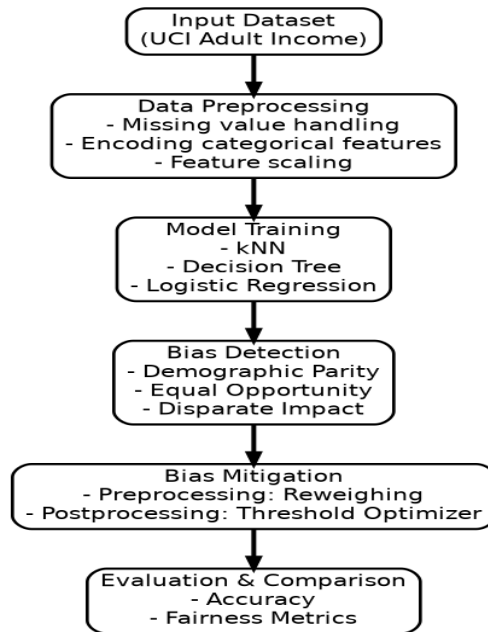 Input Dataset
(UCI Adult Income)
Data Preprocessing
- Missing value handling
- Encoding categorical features
- Feature scaling
Model Training
- kNN
- Decision Tree
- Logistic Regression
Bias Detection
- Demographic Parity
- Equal Opportunity
- Disparate Impact
Bias Mitigation
- Preprocessing: Reweighing
- Postprocessing: Threshold Optimizer
Evaluation & Comparison
- Accuracy
- Fairness Metrics